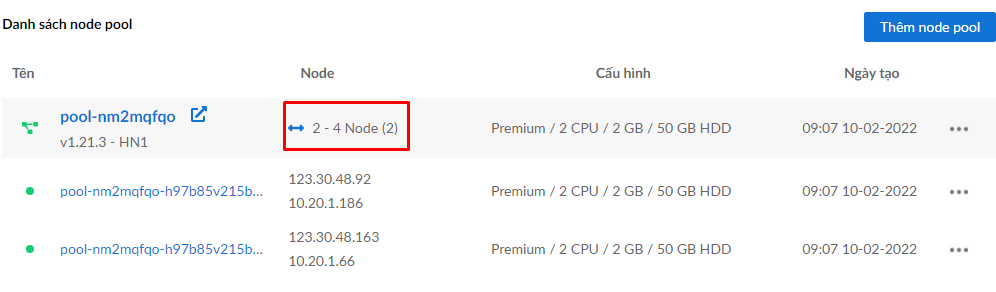 Danh sách node pool
Thêm node pool
Tên Node Cấu hình Ngày tạo
pool-nm2mqfqo 2 - 4 Node (2) Premium / 2 CPU / 2 GB / 50 GB HDD 09:07 10-02-2022
v1.21.3 - HN1
pool-nm2mqfqo-h97b85v215b... 123.30.48.92 Premium / 2 CPU / 2 GB / 50 GB HDD 09:07 10-02-2022
10.20.1.186
pool-nm2mqfqo-h97b85v215b... 123.30.48.163 Premium / 2 CPU / 2 GB / 50 GB HDD 09:07 10-02-2022
10.20.1.66